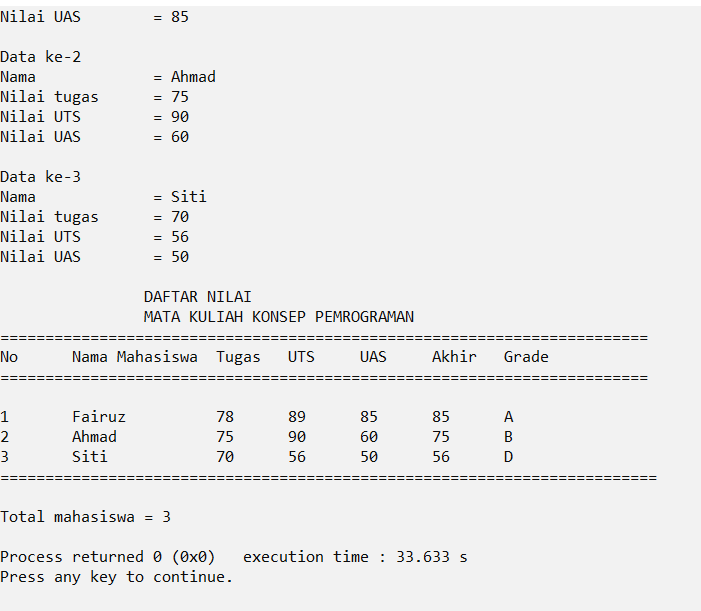 Nilai UAS        = 85
Data ke-2
Nama             = Ahmad
Nilai tugas      = 75
Nilai UTS        = 90
Nilai UAS        = 60
Data ke-3
Nama             = Siti
Nilai tugas      = 70
Nilai UTS        = 56
Nilai UAS        = 50
                DAFTAR NILAI
                MATA KULIAH KONSEP PEMROGRAMAN
========================================================================
No      Nama Mahasiswa  Tugas   UTS     UAS     Akhir   Grade
========================================================================
1       Fairuz          78      89      85      85      A
2       Ahmad           75      90      60      75      B
3       Siti            70      56      50      56      D
=========================================================================
Total mahasiswa = 3
Process returned 0 (0x0)   execution time : 33.633 s
Press any key to continue.